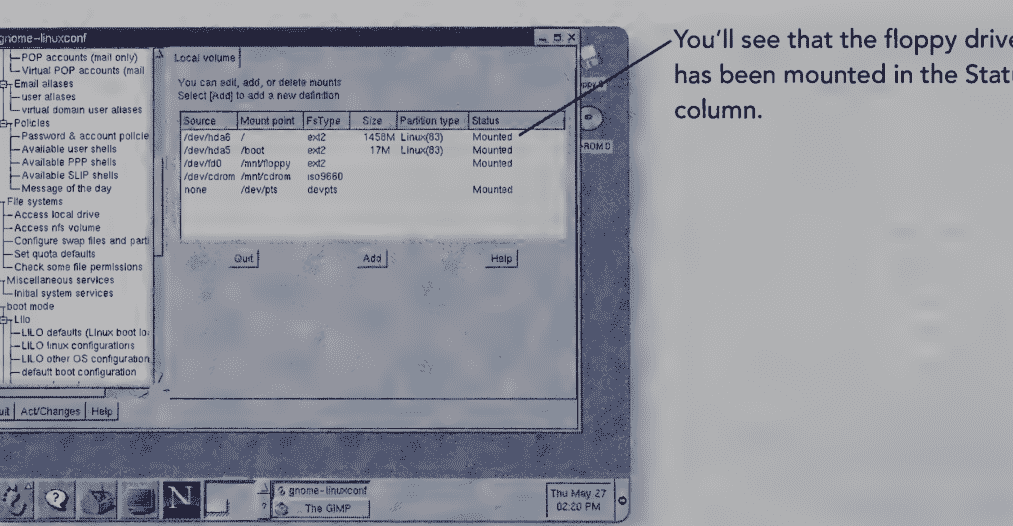 gnome-linuxconf
POP accounts (mail only)
Virtual POP accounts (mail
Email aliases
user aliases
virtual domain user aliases
Policies
Password & account policie
Available user shells
Available PPP shells
Available SLIP shells
Message of the day
File systems
Access local drive
Access nfs volume
Configure swap files and parti
Set quota defaults
Check some file permissions
Miscellaneous services
Initial system services
boot mode
Lilo
LILO defaults (Linux boot lo
LILO linux configurations
LILO other OS configuration
default boot configuration
uit Act/Changes Help
Local volume
You can edit, add, or delete mounts
Select [Add] to add a new definition
Source Mount point FsType Size Partition type Status
/dev/hda6 / ext2 1458M Linux(83) Mounted
/dev/hda5 /boot ext2 17M Linux(83) Mounted
/dev/fd0 /mnt/floppy ext2 Mounted
/dev/cdrom /mnt/cdrom iso9660
none /dev/pts devpts Mounted
Quit Add Help
-ROM 0
You'll see that the floppy drive
has been mounted in the Statu
column.
N
gnome-linuxconf
The GIMP
Thu May 27
02:20 PM